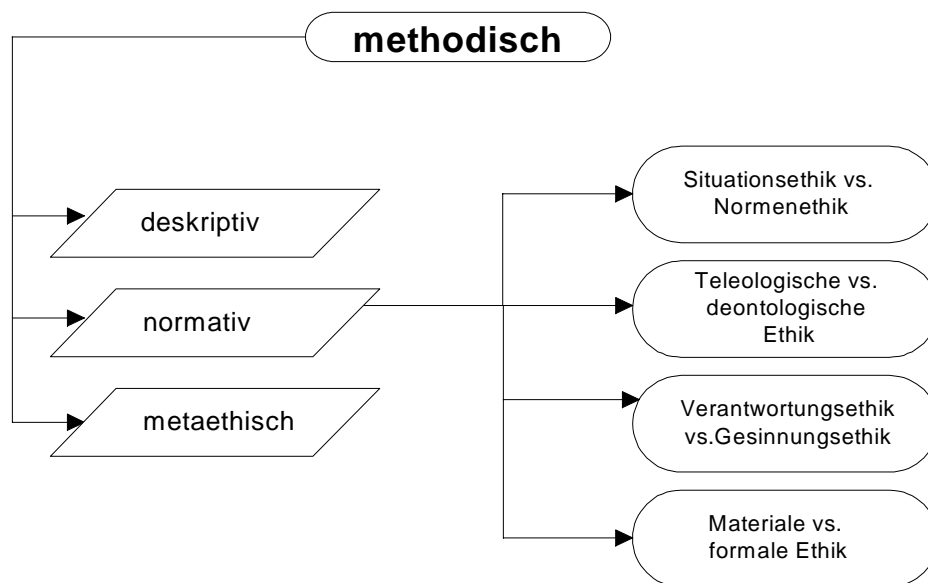 methodisch
deskriptiv
normativ
metaethisch
Situationsethik vs.
Normenethik
Teleologische vs.
deontologische
Ethik
Verantwortungsethik
vs.Gesinnungsethik
Materiale vs.
formale Ethik